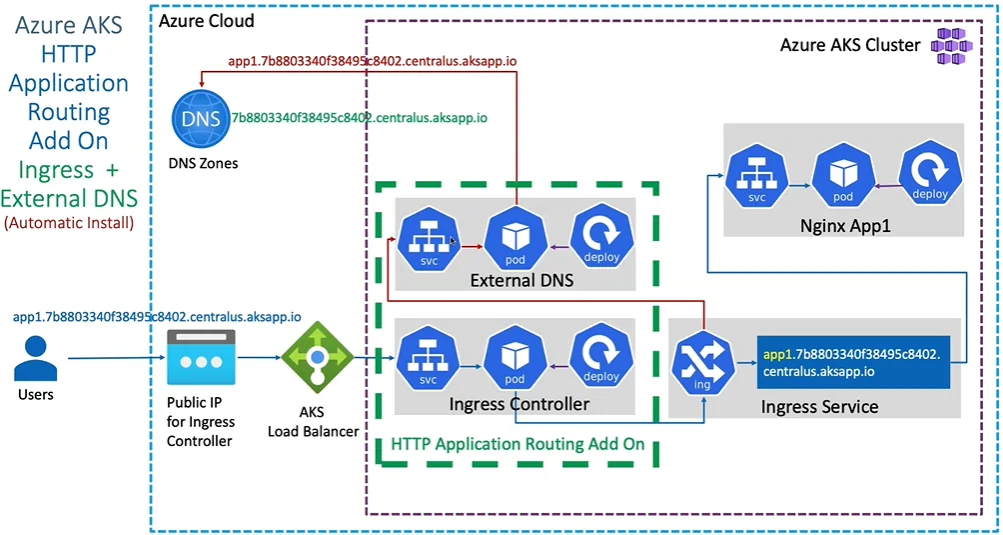 Azure AKS
HTTP
Application
Routing
Add On
Ingress +
External DNS
(Automatic Install)
Azure Cloud
Azure AKS Cluster
app1.7b8803340f38495c8402.centralus.aksapp.io
DNS
7b8803340f38495c8402.centralus.aksapp.io
DNS Zones
svc
pod
deploy
Nginx App1
svc
pod
deploy
External DNS
app1.7b8803340f38495c8402.centralus.aksapp.io
Users
Public IP
for Ingress
Controller
AKS
Load Balancer
svc
pod
deploy
Ingress Controller
HTTP Application Routing Add On
ing
app1.7b8803340f38495c8402.
centralus.aksapp.io
Ingress Service